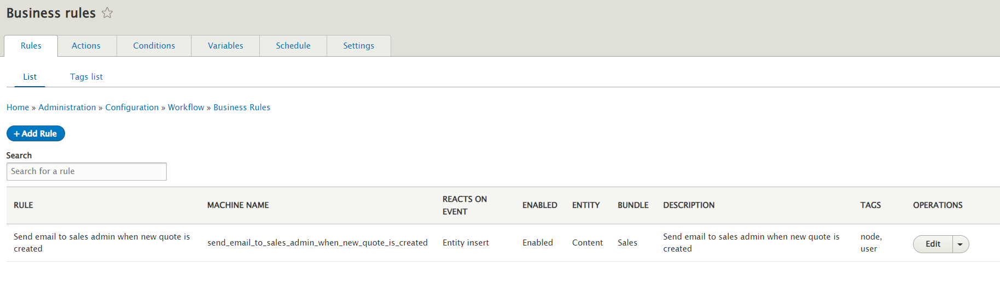 Business rules
Rules Actions Conditions Variables Schedule Settings
List Tags list
Home » Administration » Configuration » Workflow » Business Rules
+ Add Rule
Search
Search for a rule
RULE MACHINE NAME REACTS ON EVENT ENABLED ENTITY BUNDLE DESCRIPTION TAGS OPERATIONS
Send email to sales admin when new quote is created send_email_to_sales_admin_when_new_quote_is_created Entity insert Enabled Content Sales Send email to sales admin when new quote is created node, user Edit